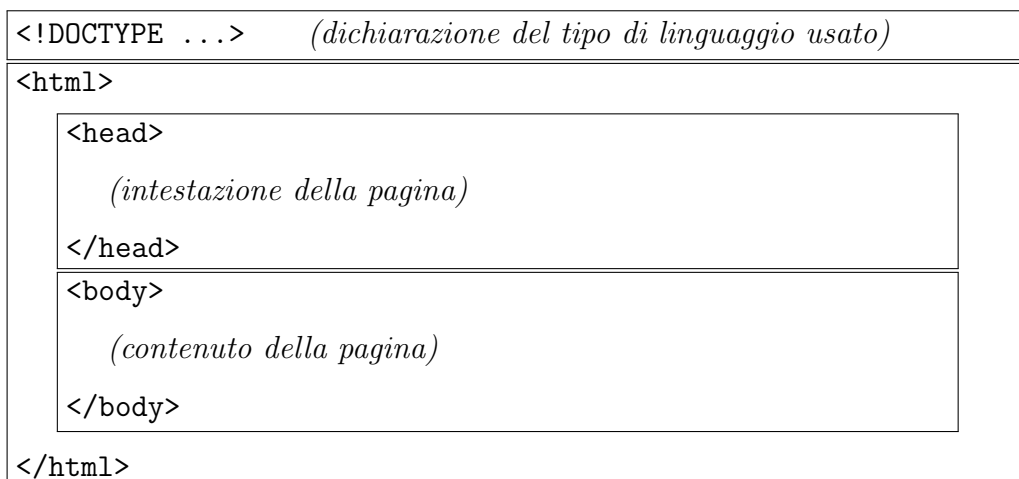 <!DOCTYPE ...> (dichiarazione del tipo di linguaggio usato)
<html>
<head>
(intestazione della pagina)
</head>
<body>
(contenuto della pagina)
</body>
</html>